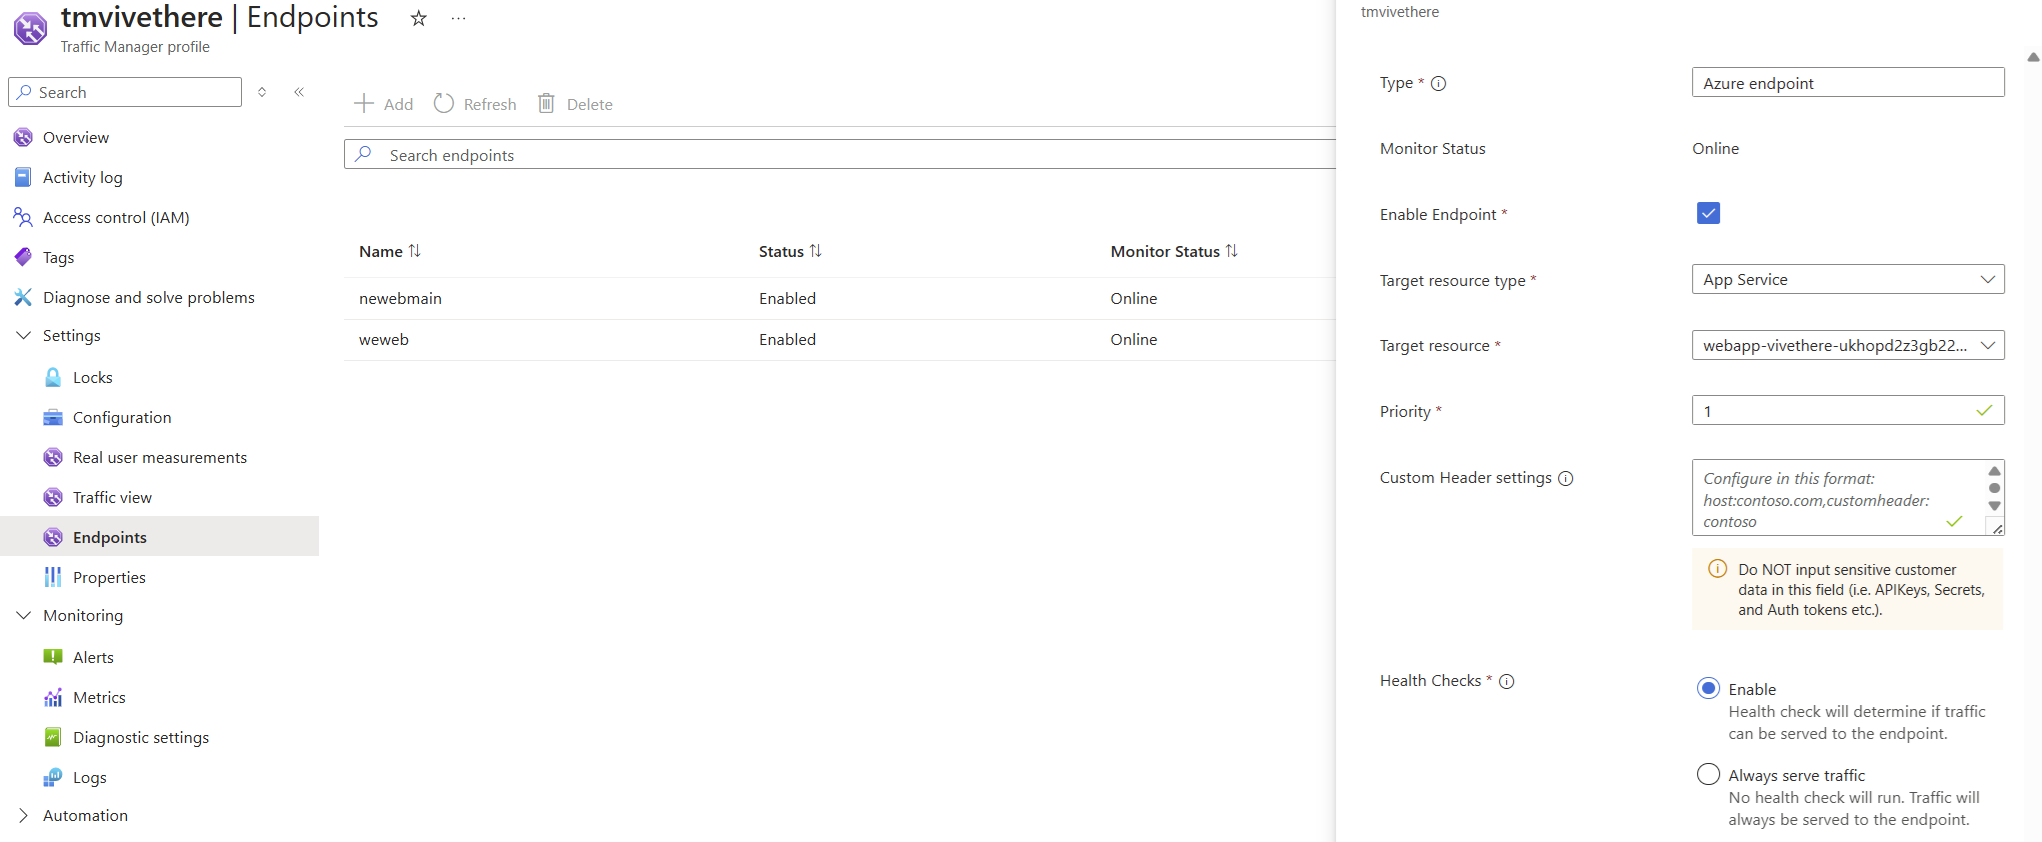 tmvivethere | Endpoints
Traffic Manager profile
Search
Overview
Activity log
Access control (IAM)
Tags
Diagnose and solve problems
Settings
Locks
Configuration
Real user measurements
Traffic view
Endpoints
Properties
Monitoring
Alerts
Metrics
Diagnostic settings
Logs
Automation
Add Refresh Delete
Search endpoints
Name Status Monitor Status
newebmain Enabled Online
weweb Enabled Online
tmvivethere
Type * Azure endpoint
Monitor Status Online
Enable Endpoint *
Target resource type * App Service
Target resource * webapp-vivethere-ukhopd2z3gb22...
Priority * 1
Custom Header settings
Configure in this format:
host:contoso.com,customheader:
contoso
Do NOT input sensitive customer
data in this field (i.e. APIKeys, Secrets,
and Auth tokens etc.).
Health Checks *
Enable
Health check will determine if traffic
can be served to the endpoint.
Always serve traffic
No health check will run. Traffic will
always be served to the endpoint.